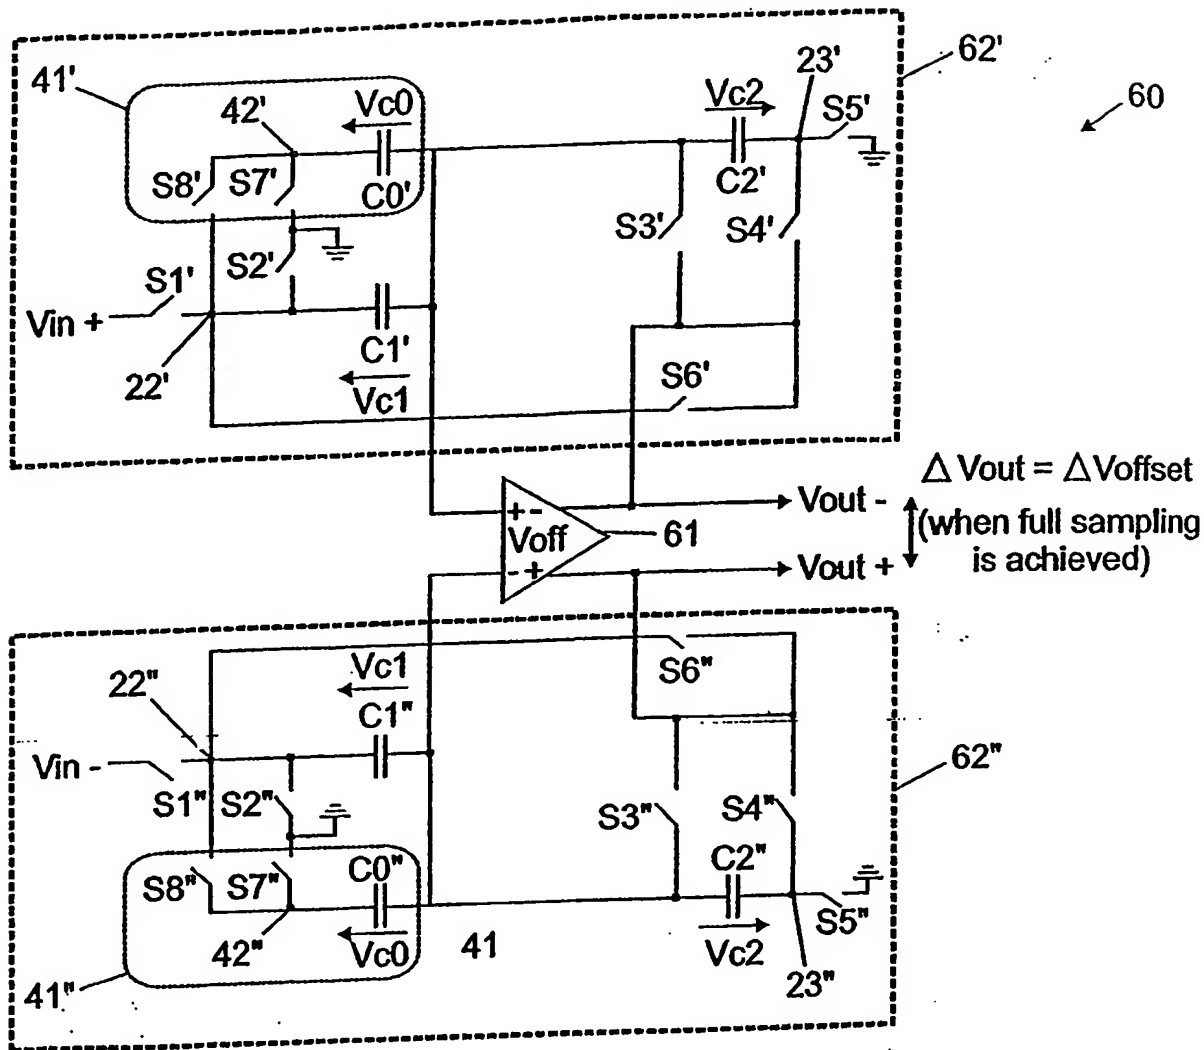 62'
60
41'
42'
Vc0
Vc2
23'
S5'
S8'
S7'
C0'
C2'
S3'
S4'
S2'
S1'
Vin +
C1'
22'
Vc1
S6'
Δ Vout = Δ Voffset
(when full sampling
is achieved)
Vout -
+ -
Voff
- +
61
Vout +
Vc1
22"
C1"
S6"
Vin -
62"
S1"
S2"
S3"
S4"
C0"
C2"
S8"
S7"
S5"
42"
Vc0
41
Vc2
23"
41"